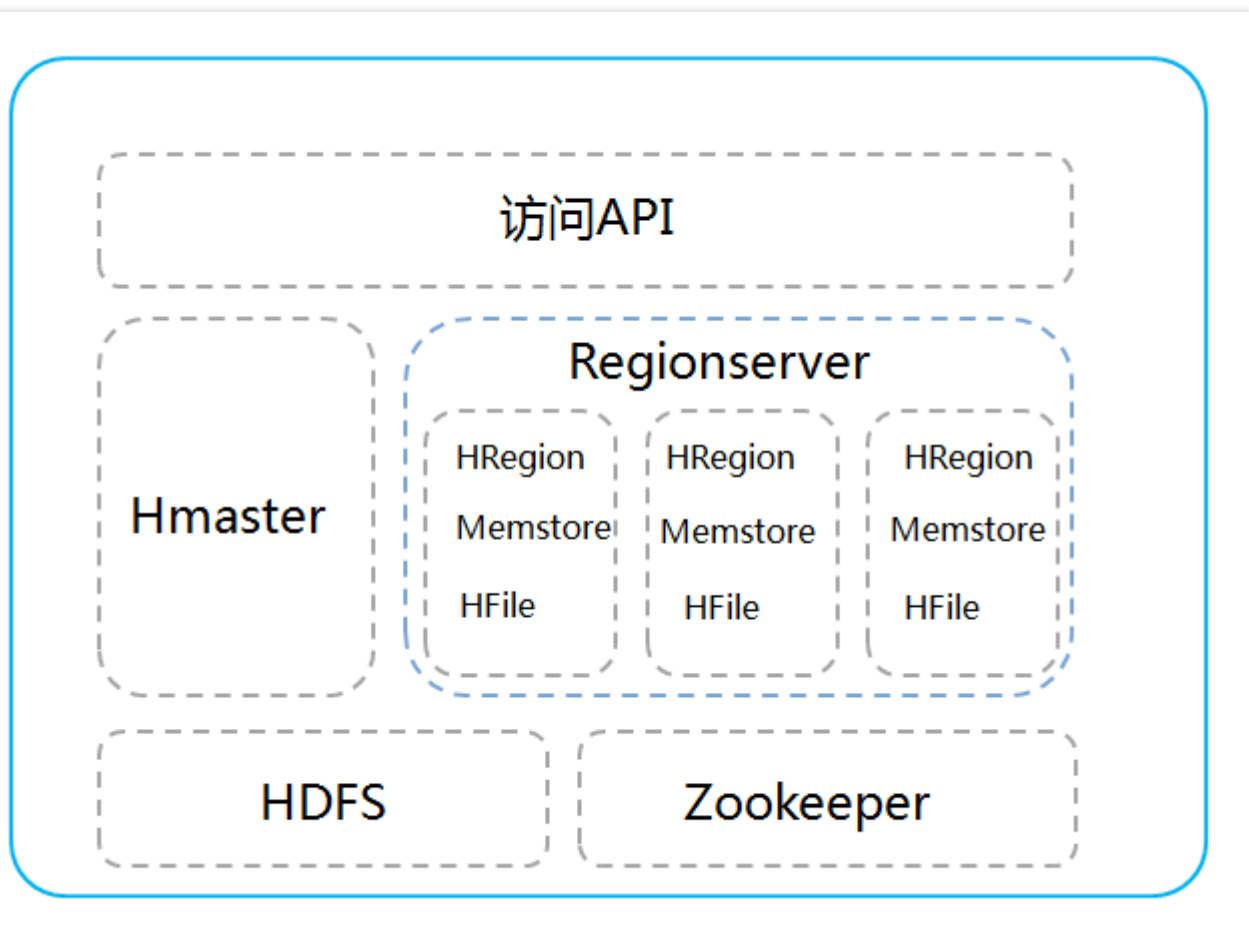 访问API
Hmaster
Regionserver
HRegion
Memstore
HFile
HRegion
Memstore
HFile
HRegion
Memstore
HFile
HDFS
Zookeeper